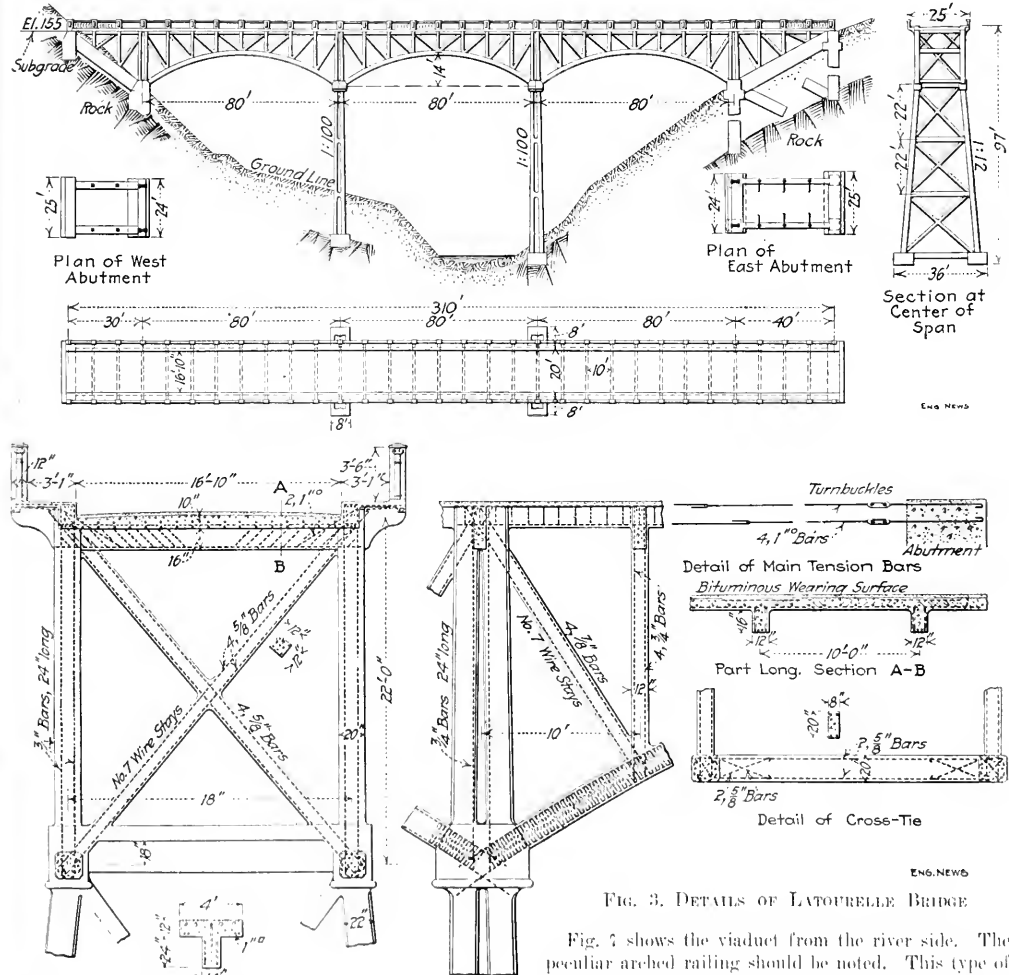 El. 155
Subgrade
Rock
80'
80'
80'
14'
1:100
1:100
Ground Line
Rock
25'
22'
22'
1:12
97'
36'
Section at
Center of
Span
25'
24'
Plan of West
Abutment
24'
25'
Plan of
East Abutment
310'
30'
80'
80'
80'
40'
16'-10"
8'
20'
8'
10'
8'
ENG NEWS
12"
3'-1"
16'-10"
3'-6"
3'-1"
A
10"
2, 1"°
16"
B
4, 5/8" Bars
12"
12"
No. 7 Wire Stays
4, 5/8" Bars
3/4" Bars, 24" long
22'-0"
20"
18"
18"
22"
4'
24"-12"
1"°
4, 7/8" Bars
No. 7 Wire Stays
3/4" Bars 24" long
4, 3/4" Bars
12"
10'
Turnbuckles
4, 1"° Bars
Abutment
Detail of Main Tension Bars
Bituminous Wearing Surface
16"
12"
12"
10'-0"
Part Long. Section A-B
8"
20"
2, 5/8" Bars
20"
2, 5/8" Bars
Detail of Cross-Tie
ENG. NEWS
FIG. 3. DETAILS OF LATOURELLE BRIDGE
Fig. 7 shows the viaduct from the river side. The
peculiar arched railing should be noted. This type of